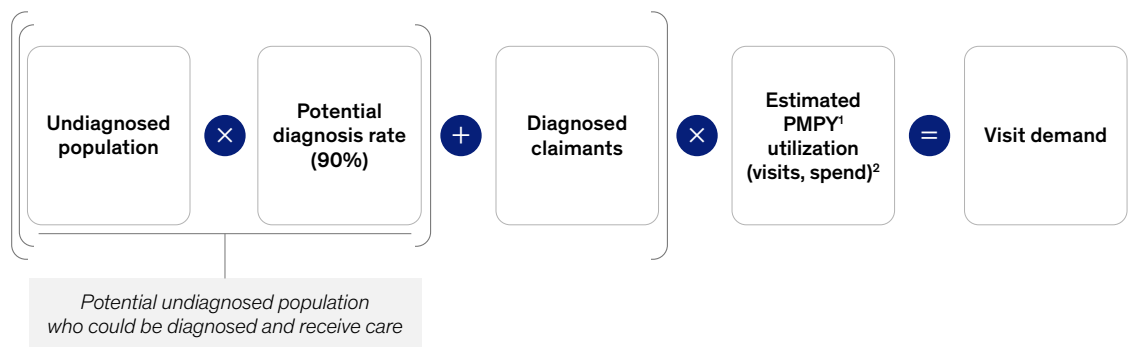 Undiagnosed
population
×
Potential
diagnosis rate
(90%)
+
Diagnosed
claimants
×
Estimated
PMPY¹
utilization
(visits, spend)²
=
Visit demand
Potential undiagnosed population
who could be diagnosed and receive care